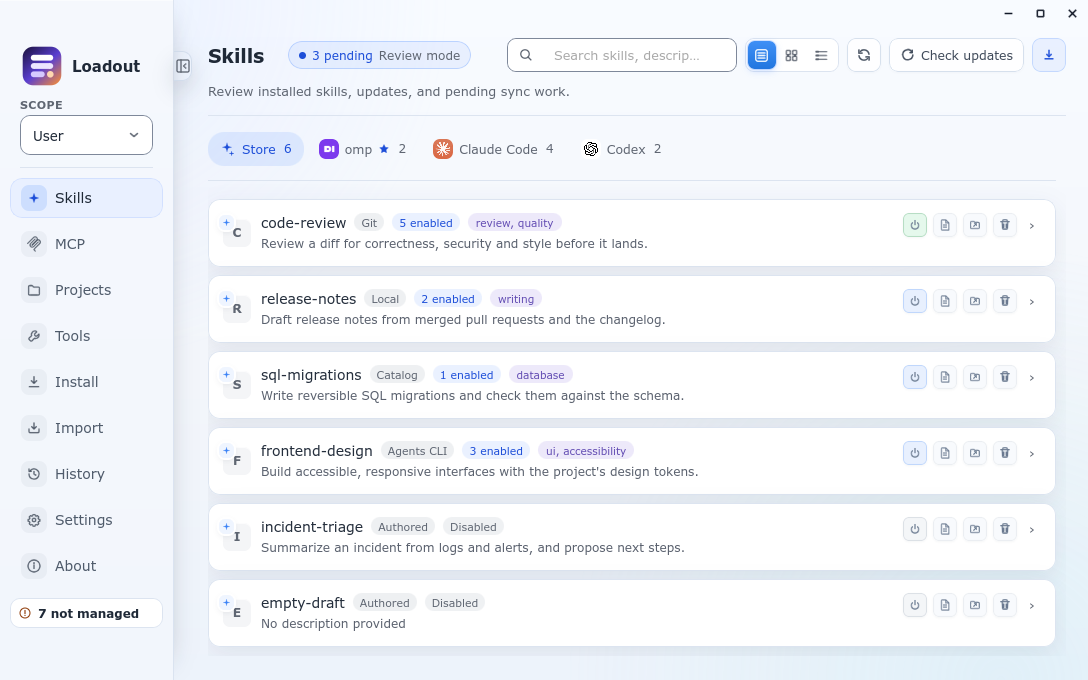 Loadout
SCOPE
User
Skills
MCP
Projects
Tools
Install
Import
History
Settings
About
7 not managed
Skills
3 pending Review mode
Search skills, descrip...
Check updates
Review installed skills, updates, and pending sync work.
Store 6
DI omp 2
Claude Code 4
Codex 2
C
code-review Git 5 enabled review, quality
Review a diff for correctness, security and style before it lands.
R
release-notes Local 2 enabled writing
Draft release notes from merged pull requests and the changelog.
S
sql-migrations Catalog 1 enabled database
Write reversible SQL migrations and check them against the schema.
F
frontend-design Agents CLI 3 enabled ui, accessibility
Build accessible, responsive interfaces with the project's design tokens.
I
incident-triage Authored Disabled
Summarize an incident from logs and alerts, and propose next steps.
E
empty-draft Authored Disabled
No description provided